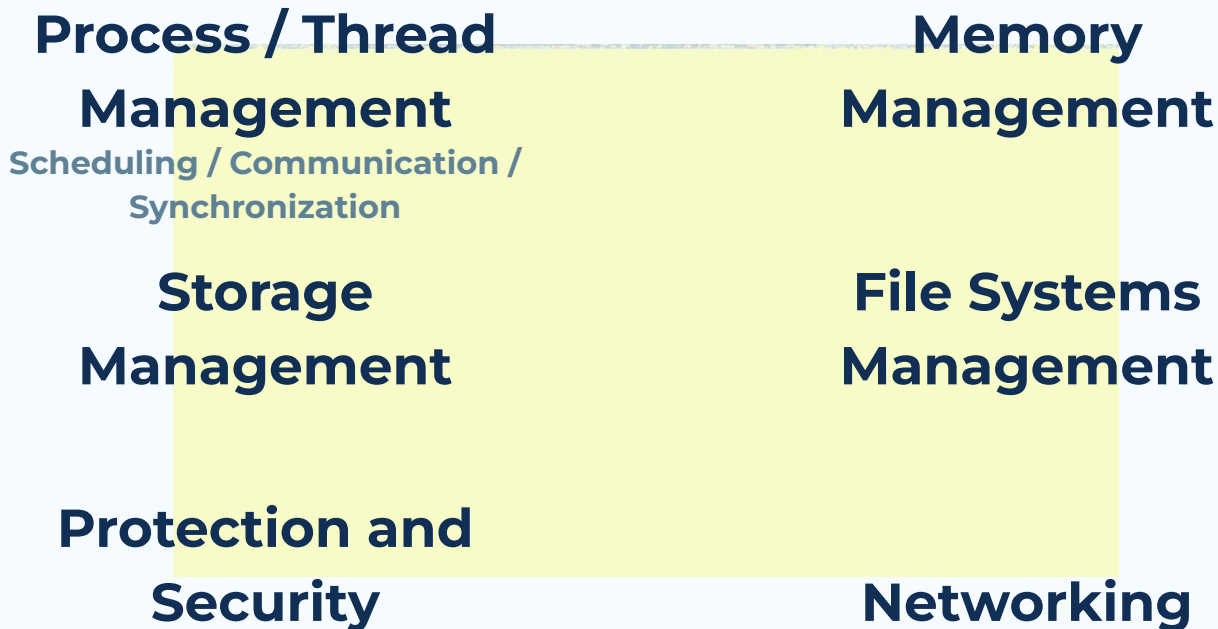 Process / Thread
Management
Scheduling / Communication /
Synchronization
Memory
Management
Storage
Management
File Systems
Management
Protection and
Security
Networking